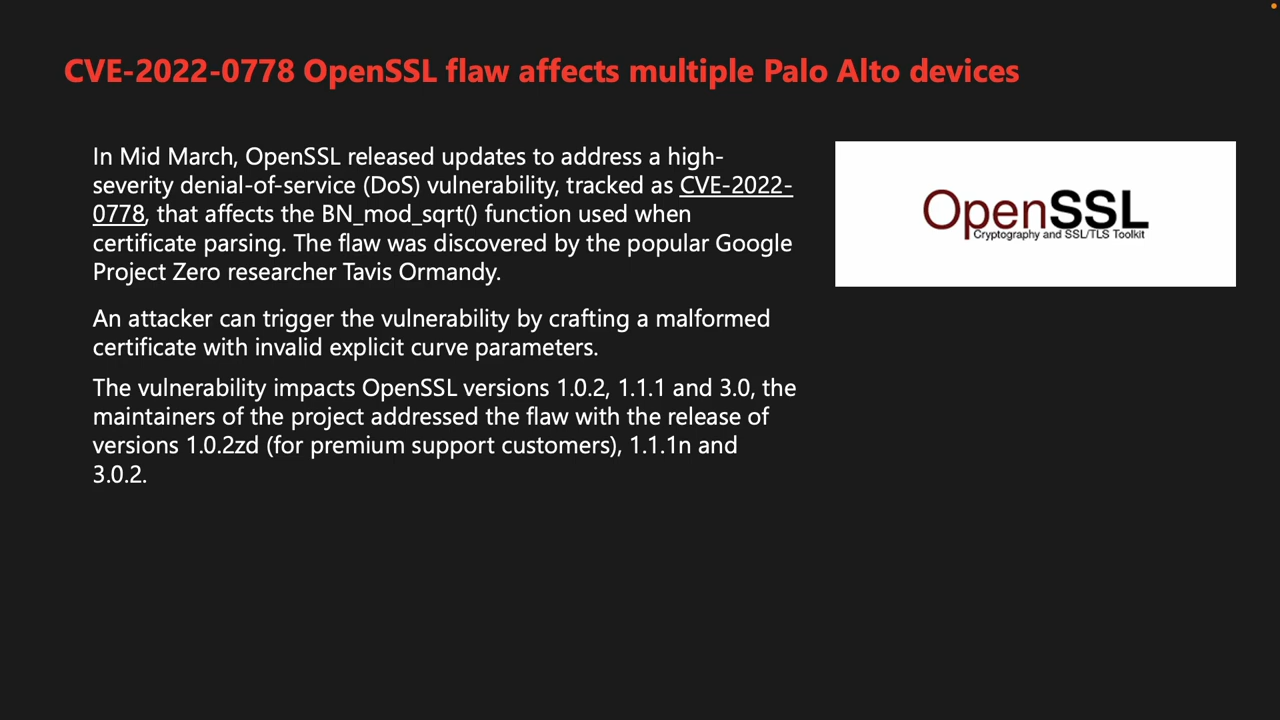 CVE-2022-0778 OpenSSL flaw affects multiple Palo Alto devices
In Mid March, OpenSSL released updates to address a high-
severity denial-of-service (DoS) vulnerability, tracked as CVE-2022-
0778, that affects the BN_mod_sqrt() function used when
certificate parsing. The flaw was discovered by the popular Google
Project Zero researcher Tavis Ormandy.
An attacker can trigger the vulnerability by crafting a malformed
certificate with invalid explicit curve parameters.
The vulnerability impacts OpenSSL versions 1.0.2, 1.1.1 and 3.0, the
maintainers of the project addressed the flaw with the release of
versions 1.0.2zd (for premium support customers), 1.1.1n and
3.0.2.
OpenSSL
Cryptography and SSL/TLS Toolkit